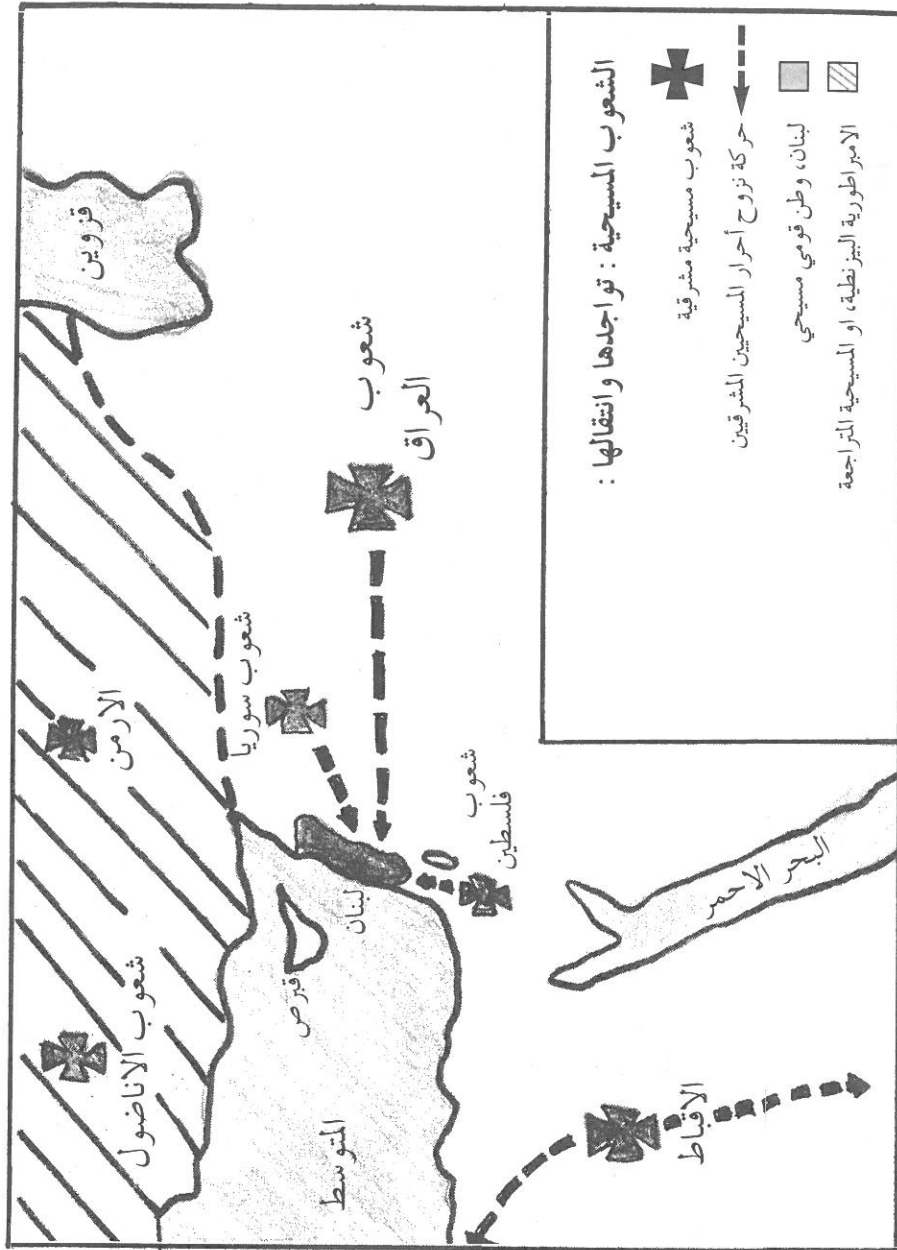 قزوين
شعوب
العراق
الارمن
شعوب سوريا
شعوب الاناضول
لبنان
قبرص
المتوسط
شعوب
فلسطين
البحر الاحمر
الاقباط
الشعوب المسيحية : تواجدها وانتقالها :
شعوب مسيحية مشرقية
حركة نزوح أحرار المسيحيين المشرقيين
لبنان، وطن قومي مسيحي
الامبراطورية البيزنطية، او المسيحية المتراجعة